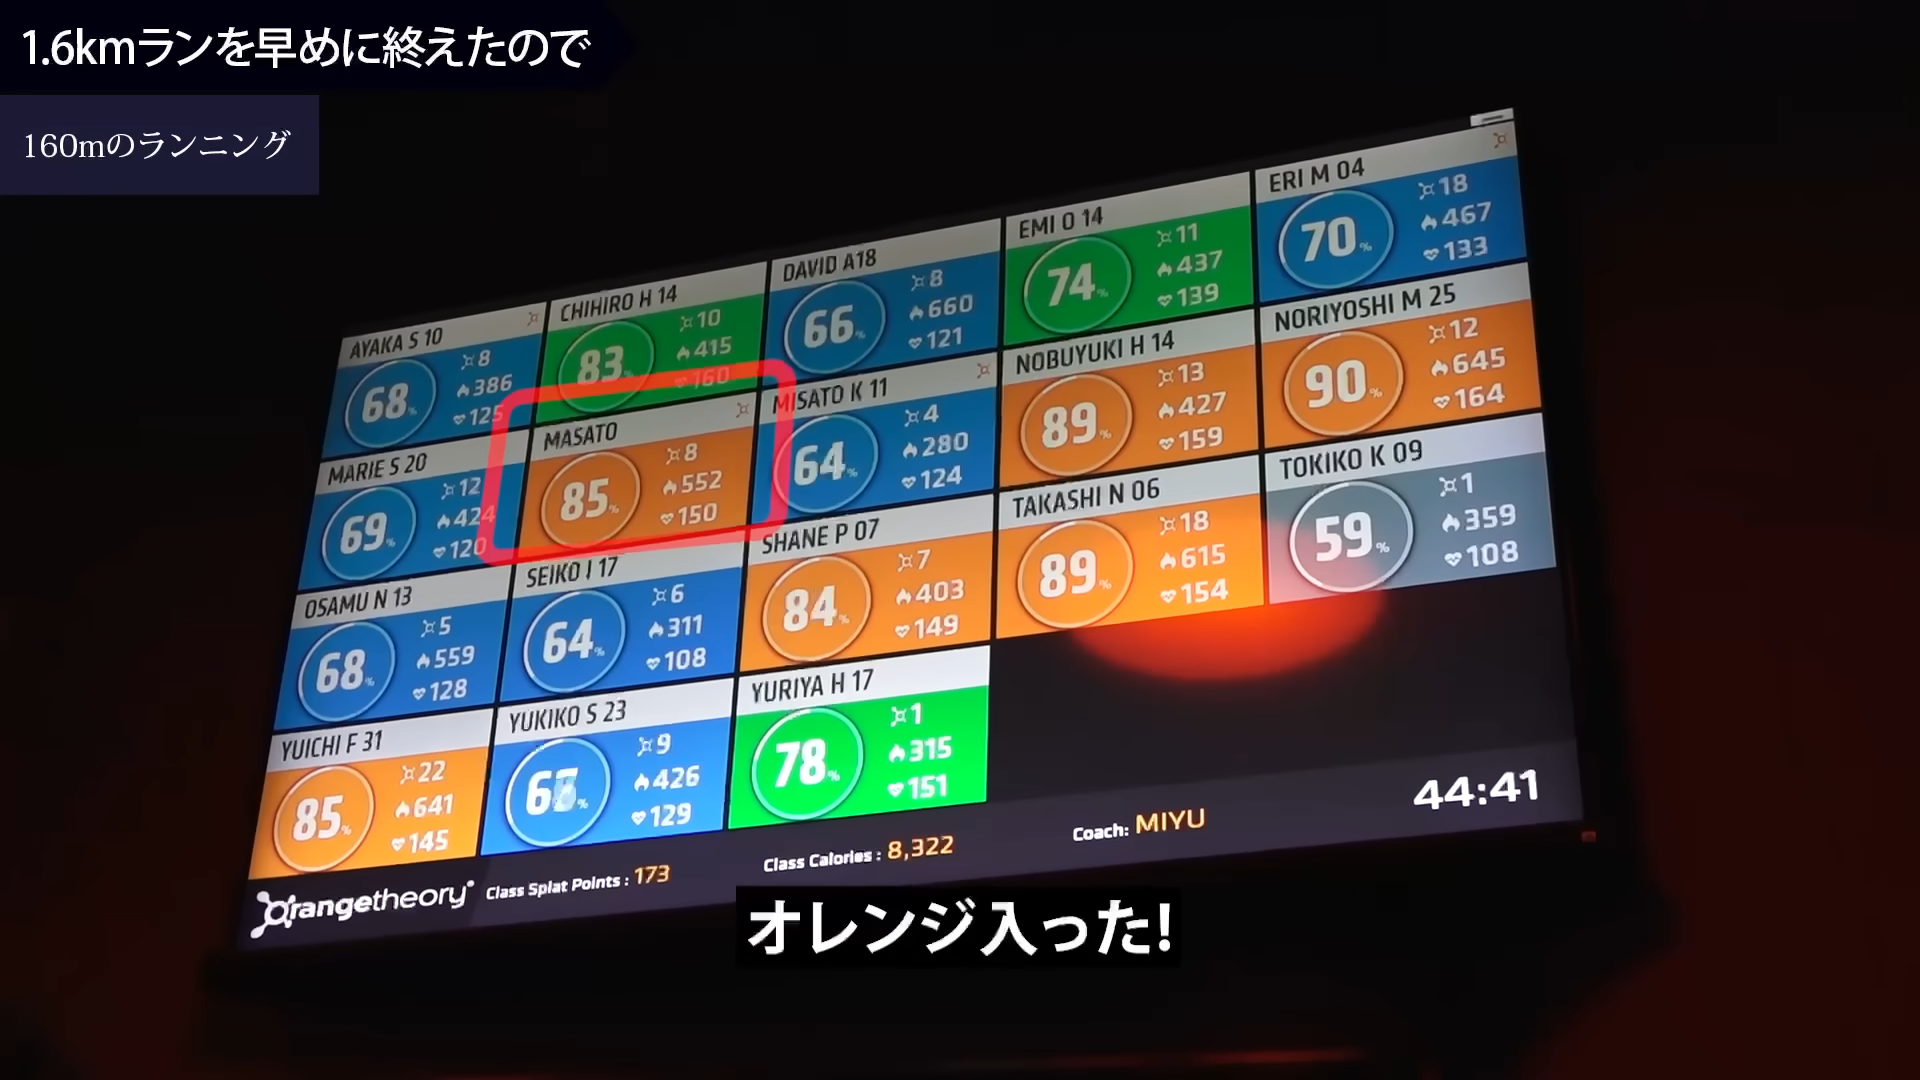 1.6kmランを早めに終えたので
160mのランニング
AYAKA S 10
68%
8
386
125
CHIHIRO H 14
83%
10
415
160
DAVID A18
66%
8
660
121
EMI O 14
74%
11
437
139
ERI M 04
70%
18
467
133
MARIE S 20
69%
12
424
120
MASATO
85%
8
552
150
MISATO K 11
64%
4
280
124
NOBUYUKI H 14
89%
13
427
159
NORIYOSHI M 25
90%
12
645
164
OSAMU N 13
68%
5
559
128
SEIKO I 17
64%
6
311
108
SHANE P 07
84%
7
403
149
TAKASHI N 06
89%
18
615
154
TOKIKO K 09
59%
1
359
108
YUICHI F 31
85%
22
641
145
YUKIKO S 23
9
426
129
YURIYA H 17
78%
1
315
151
Orangetheory
Class Splat Points : 173
Class Calories : 8,322
Coach: MIYU
44:41
オレンジ入った!